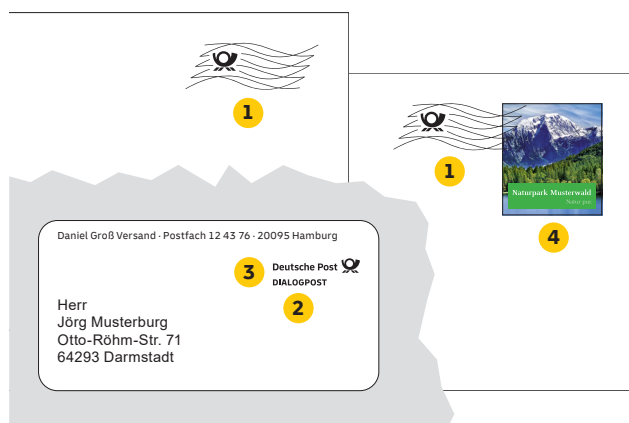 1
1
Naturpark Musterwald
Natur pur
4
Daniel Groß Versand · Postfach 12 43 76 · 20095 Hamburg
3
Deutsche Post
DIALOGPOST
2
Herr
Jörg Musterburg
Otto-Röhm-Str. 71
64293 Darmstadt